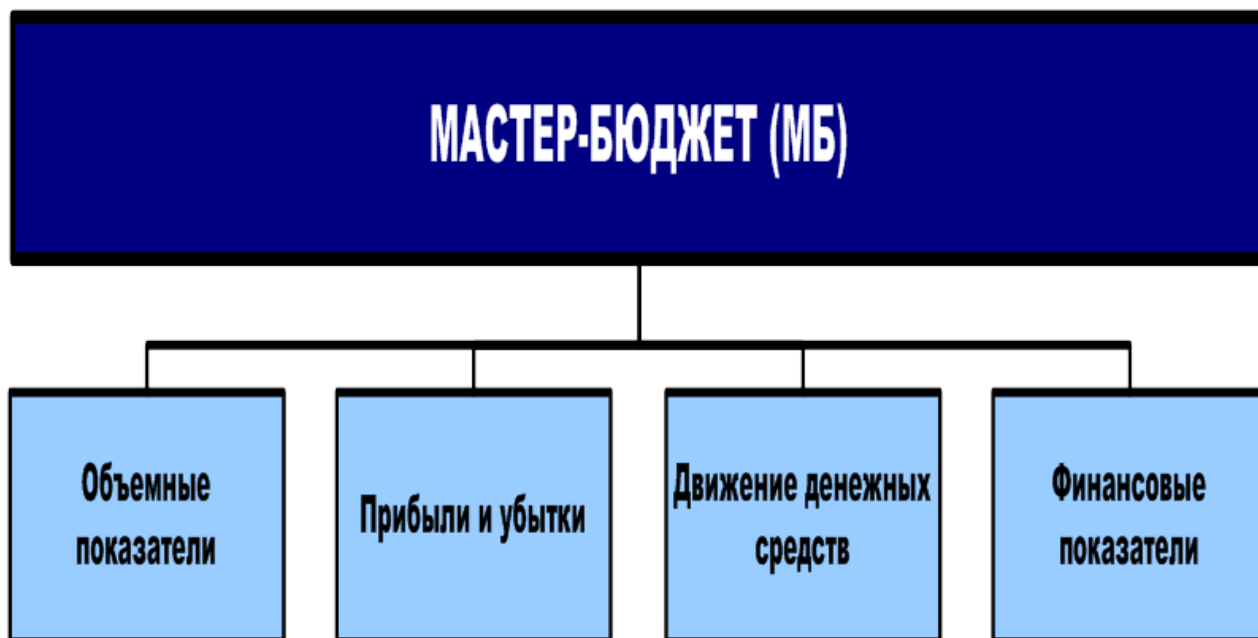 МАСТЕР-БЮДЖЕТ (МБ)
Объемные
показатели
Прибыли и убытки
Движение денежных
средств
Финансовые
показатели